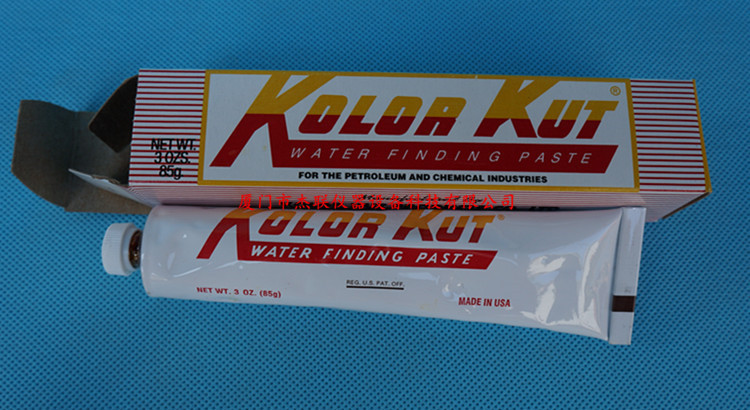 KOLOR KUT®
WATER FINDING PASTE
FOR THE PETROLEUM AND CHEMICAL INDUSTRIES
NET WT.
3 OZS.
85g
厦门市杰联仪器设备科技有限公司
KOLOR KUT®
WATER FINDING PASTE
REG. U.S. PAT. OFF.
NET WT. 3 OZ. (85g)
MADE IN USA